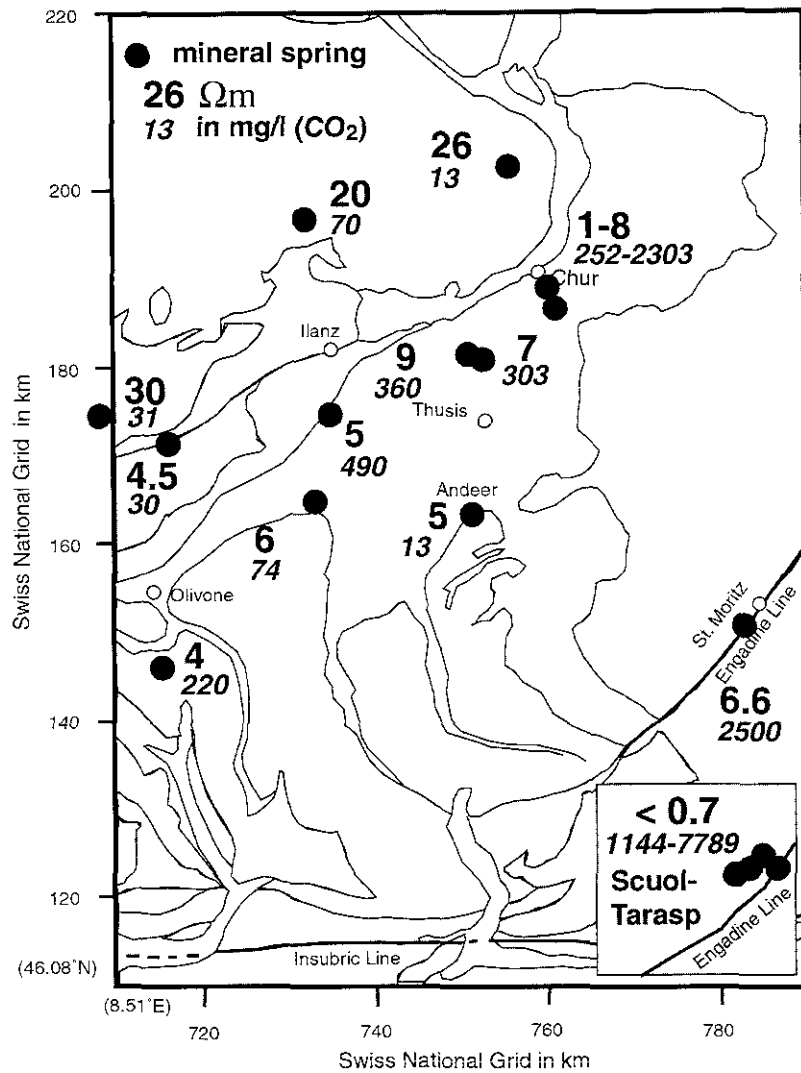 220
mineral spring
26 Ωm
13 in mg/l (CO₂)
26
13
200
20
70
1-8
252-2303
Chur
Ilanz
180
9
360
7
303
30
31
Thusis
5
490
4.5
30
Andeer
5
13
160
6
74
Olivone
St. Moritz
Engadine Line
4
220
6.6
2500
140
< 0.7
1144-7789
Scuol-
Tarasp
Engadine Line
120
Insubric Line
(46.08°N)
(8.51°E)
720
740
760
780
Swiss National Grid in km
Swiss National Grid in km